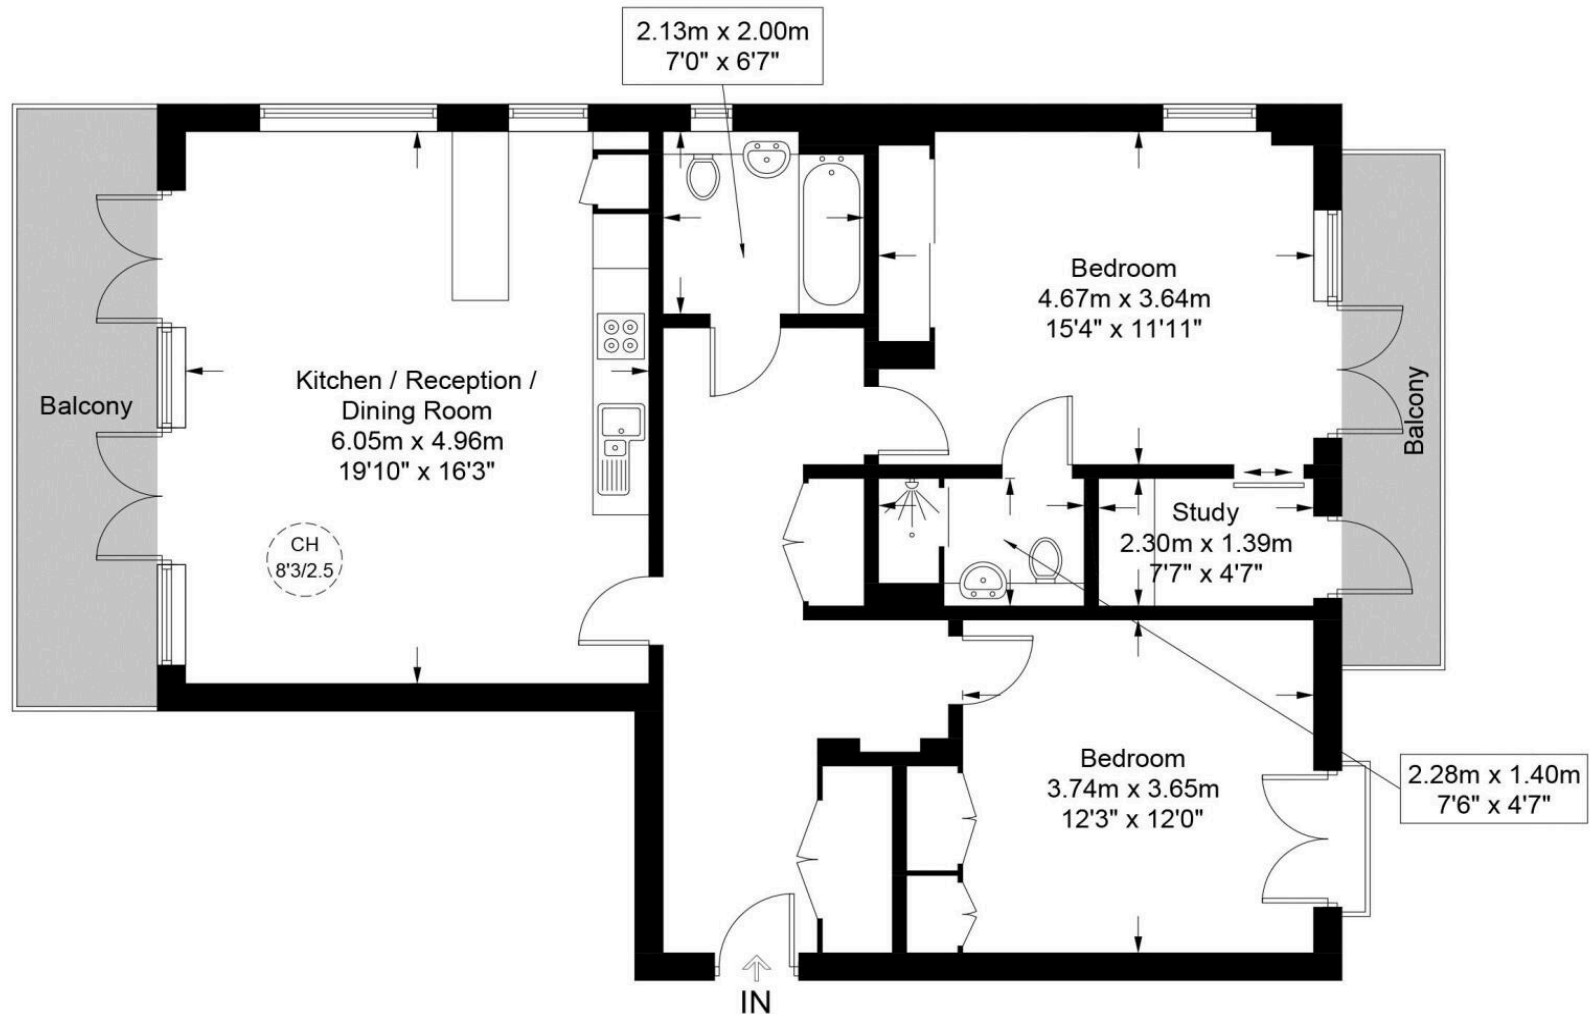 2.13m x 2.00m
7'0" x 6'7"
Balcony
Kitchen / Reception /
Dining Room
6.05m x 4.96m
19'10" x 16'3"
CH
8'3/2.5
Bedroom
4.67m x 3.64m
15'4" x 11'11"
Balcony
Study
2.30m x 1.39m
7'7" x 4'7"
Bedroom
3.74m x 3.65m
12'3" x 12'0"
2.28m x 1.40m
7'6" x 4'7"
IN